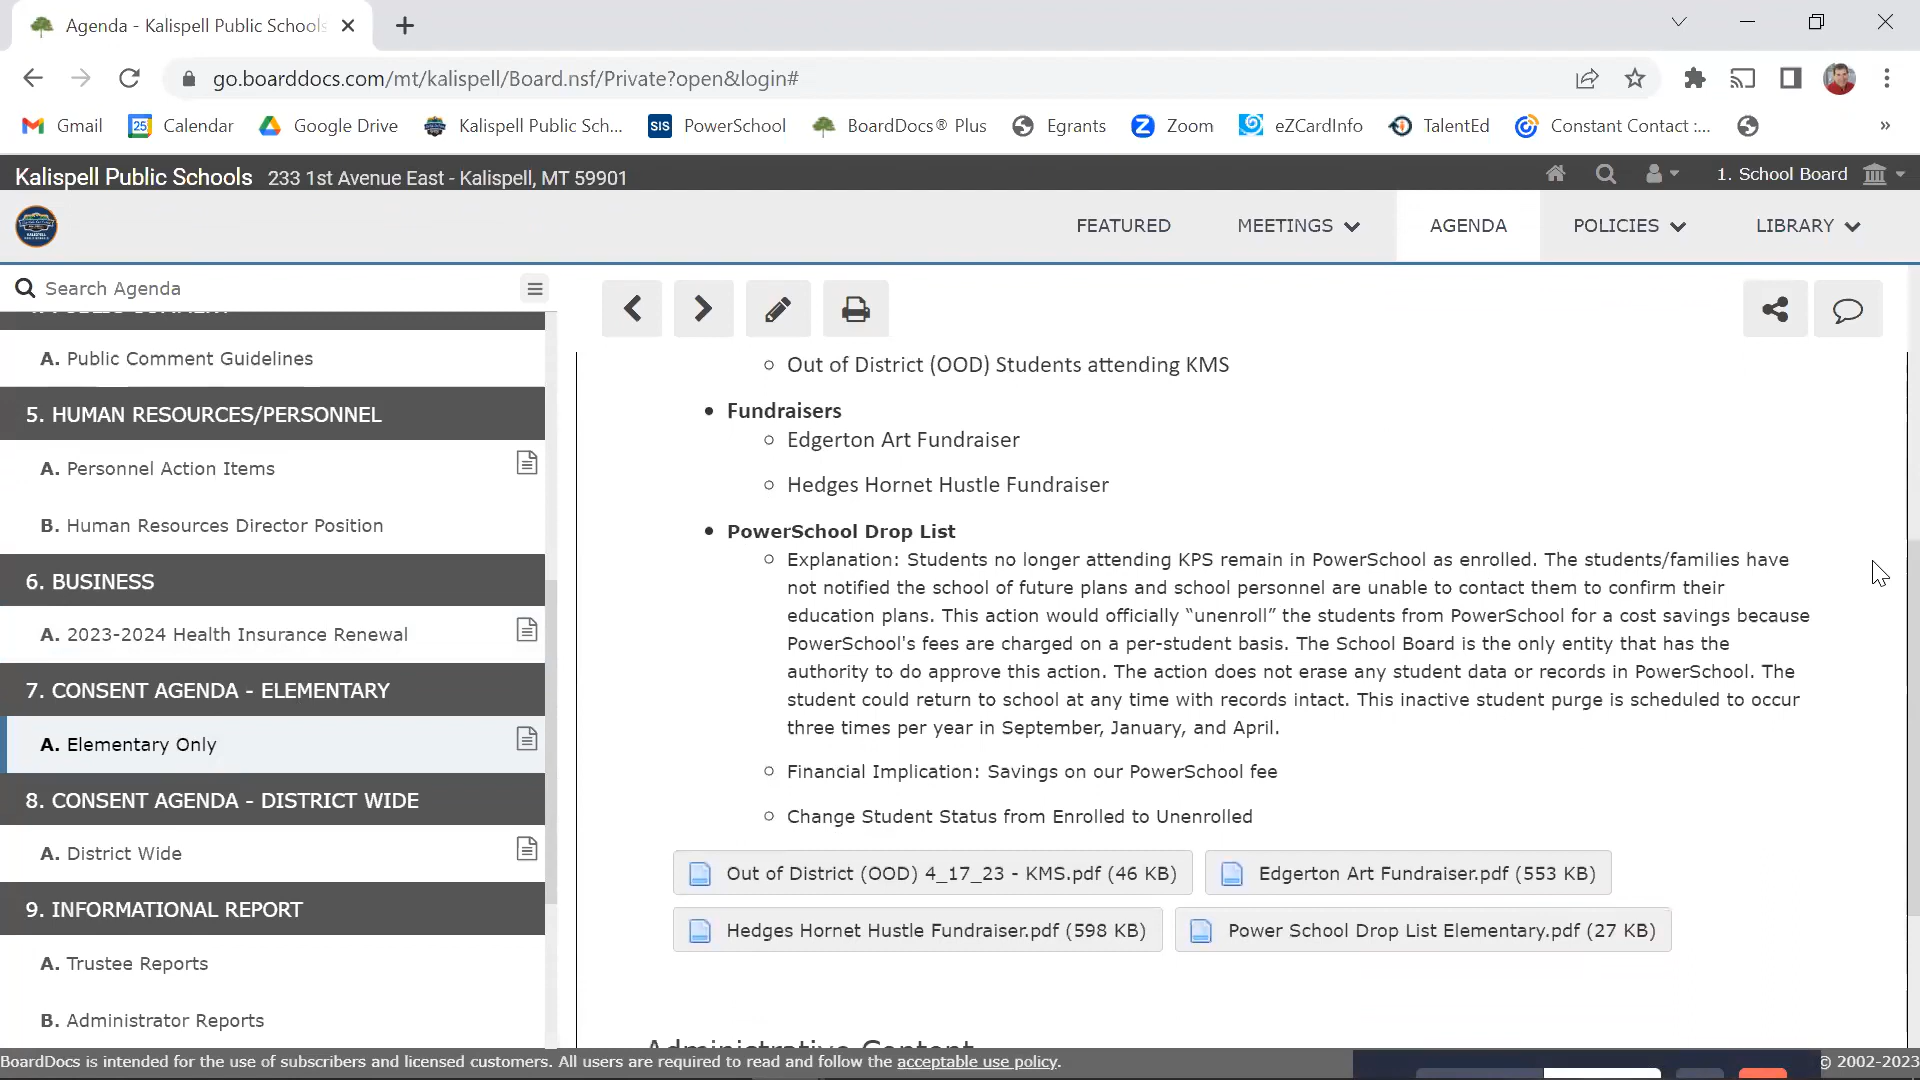 Agenda - Kalispell Public Schools
go.boarddocs.com/mt/kalispell/Board.nsf/Private?open&login#
Gmail
Calendar
Google Drive
Kalispell Public Sch...
SIS PowerSchool
BoardDocs® Plus
Egrants
Zoom
eZCardInfo
TalentEd
Constant Contact :...
»
Kalispell Public Schools 233 1st Avenue East - Kalispell, MT 59901
1. School Board
FEATURED
MEETINGS
AGENDA
POLICIES
LIBRARY
Search Agenda
4. PUBLIC COMMENT
A. Public Comment Guidelines
5. HUMAN RESOURCES/PERSONNEL
A. Personnel Action Items
B. Human Resources Director Position
6. BUSINESS
A. 2023-2024 Health Insurance Renewal
7. CONSENT AGENDA - ELEMENTARY
A. Elementary Only
8. CONSENT AGENDA - DISTRICT WIDE
A. District Wide
9. INFORMATIONAL REPORT
A. Trustee Reports
B. Administrator Reports
Out of District (OOD) Students attending KMS
Fundraisers
Edgerton Art Fundraiser
Hedges Hornet Hustle Fundraiser
PowerSchool Drop List
Explanation: Students no longer attending KPS remain in PowerSchool as enrolled. The students/families have
not notified the school of future plans and school personnel are unable to contact them to confirm their
education plans. This action would officially “unenroll” the students from PowerSchool for a cost savings because
PowerSchool's fees are charged on a per-student basis. The School Board is the only entity that has the
authority to do approve this action. The action does not erase any student data or records in PowerSchool. The
student could return to school at any time with records intact. This inactive student purge is scheduled to occur
three times per year in September, January, and April.
Financial Implication: Savings on our PowerSchool fee
Change Student Status from Enrolled to Unenrolled
Out of District (OOD) 4_17_23 - KMS.pdf (46 KB)
Edgerton Art Fundraiser.pdf (553 KB)
Hedges Hornet Hustle Fundraiser.pdf (598 KB)
Power School Drop List Elementary.pdf (27 KB)
Administrative Content
BoardDocs is intended for the use of subscribers and licensed customers. All users are required to read and follow the acceptable use policy.
© 2002-2023